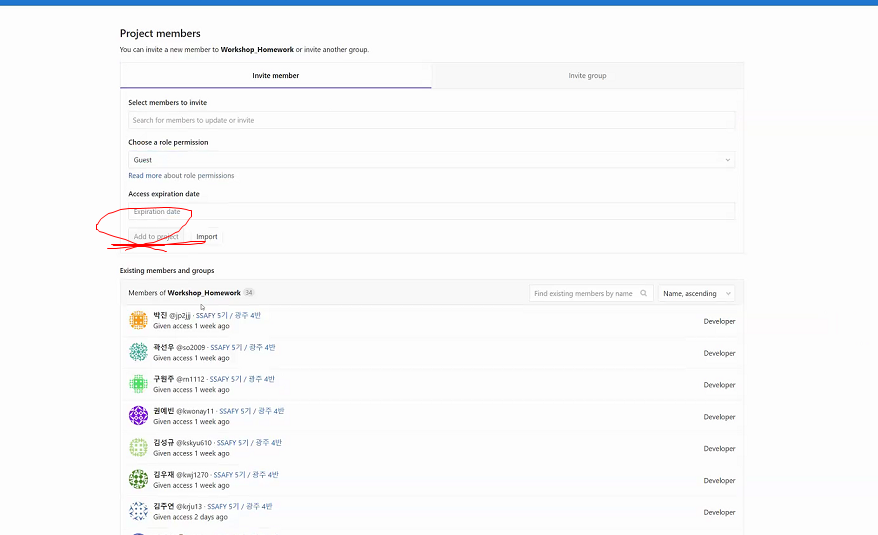 Project members
You can invite a new member to Workshop_Homework or invite another group.
Invite member
Invite group
Select members to invite
Search for members to update or invite
Choose a role permission
Guest
Read more about role permissions
Access expiration date
Expiration date
Add to project
Import
Existing members and groups
Members of Workshop_Homework 34
Find existing members by name
Name, ascending
박진 @jp2jjj · SSAFY 5기 / 광주 4반
Given access 1 week ago
Developer
곽선우 @so2009 · SSAFY 5기 / 광주 4반
Given access 1 week ago
Developer
구원주 @rn1112 · SSAFY 5기 / 광주 4반
Given access 1 week ago
Developer
권예빈 @kwonay11 · SSAFY 5기 / 광주 4반
Given access 1 week ago
Developer
김성규 @kskyu610 · SSAFY 5기 / 광주 4반
Given access 1 week ago
Developer
김우재 @kwj1270 · SSAFY 5기 / 광주 4반
Given access 1 week ago
Developer
김주연 @krju13 · SSAFY 5기 / 광주 4반
Given access 2 days ago
Developer